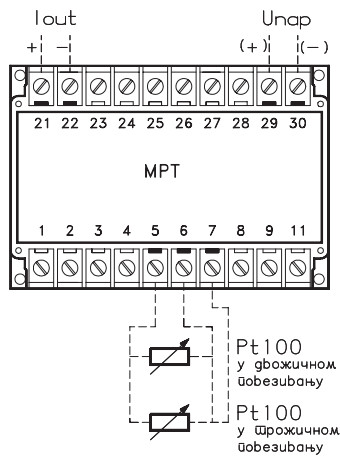 Iout Unap
+ − (+) (−)
21 22 23 24 25 26 27 28 29 30
МРТ
1 2 3 4 5 6 7 8 9 11
Pt100
у двожичном
повезивању
Pt100
у трожичном
повезивању